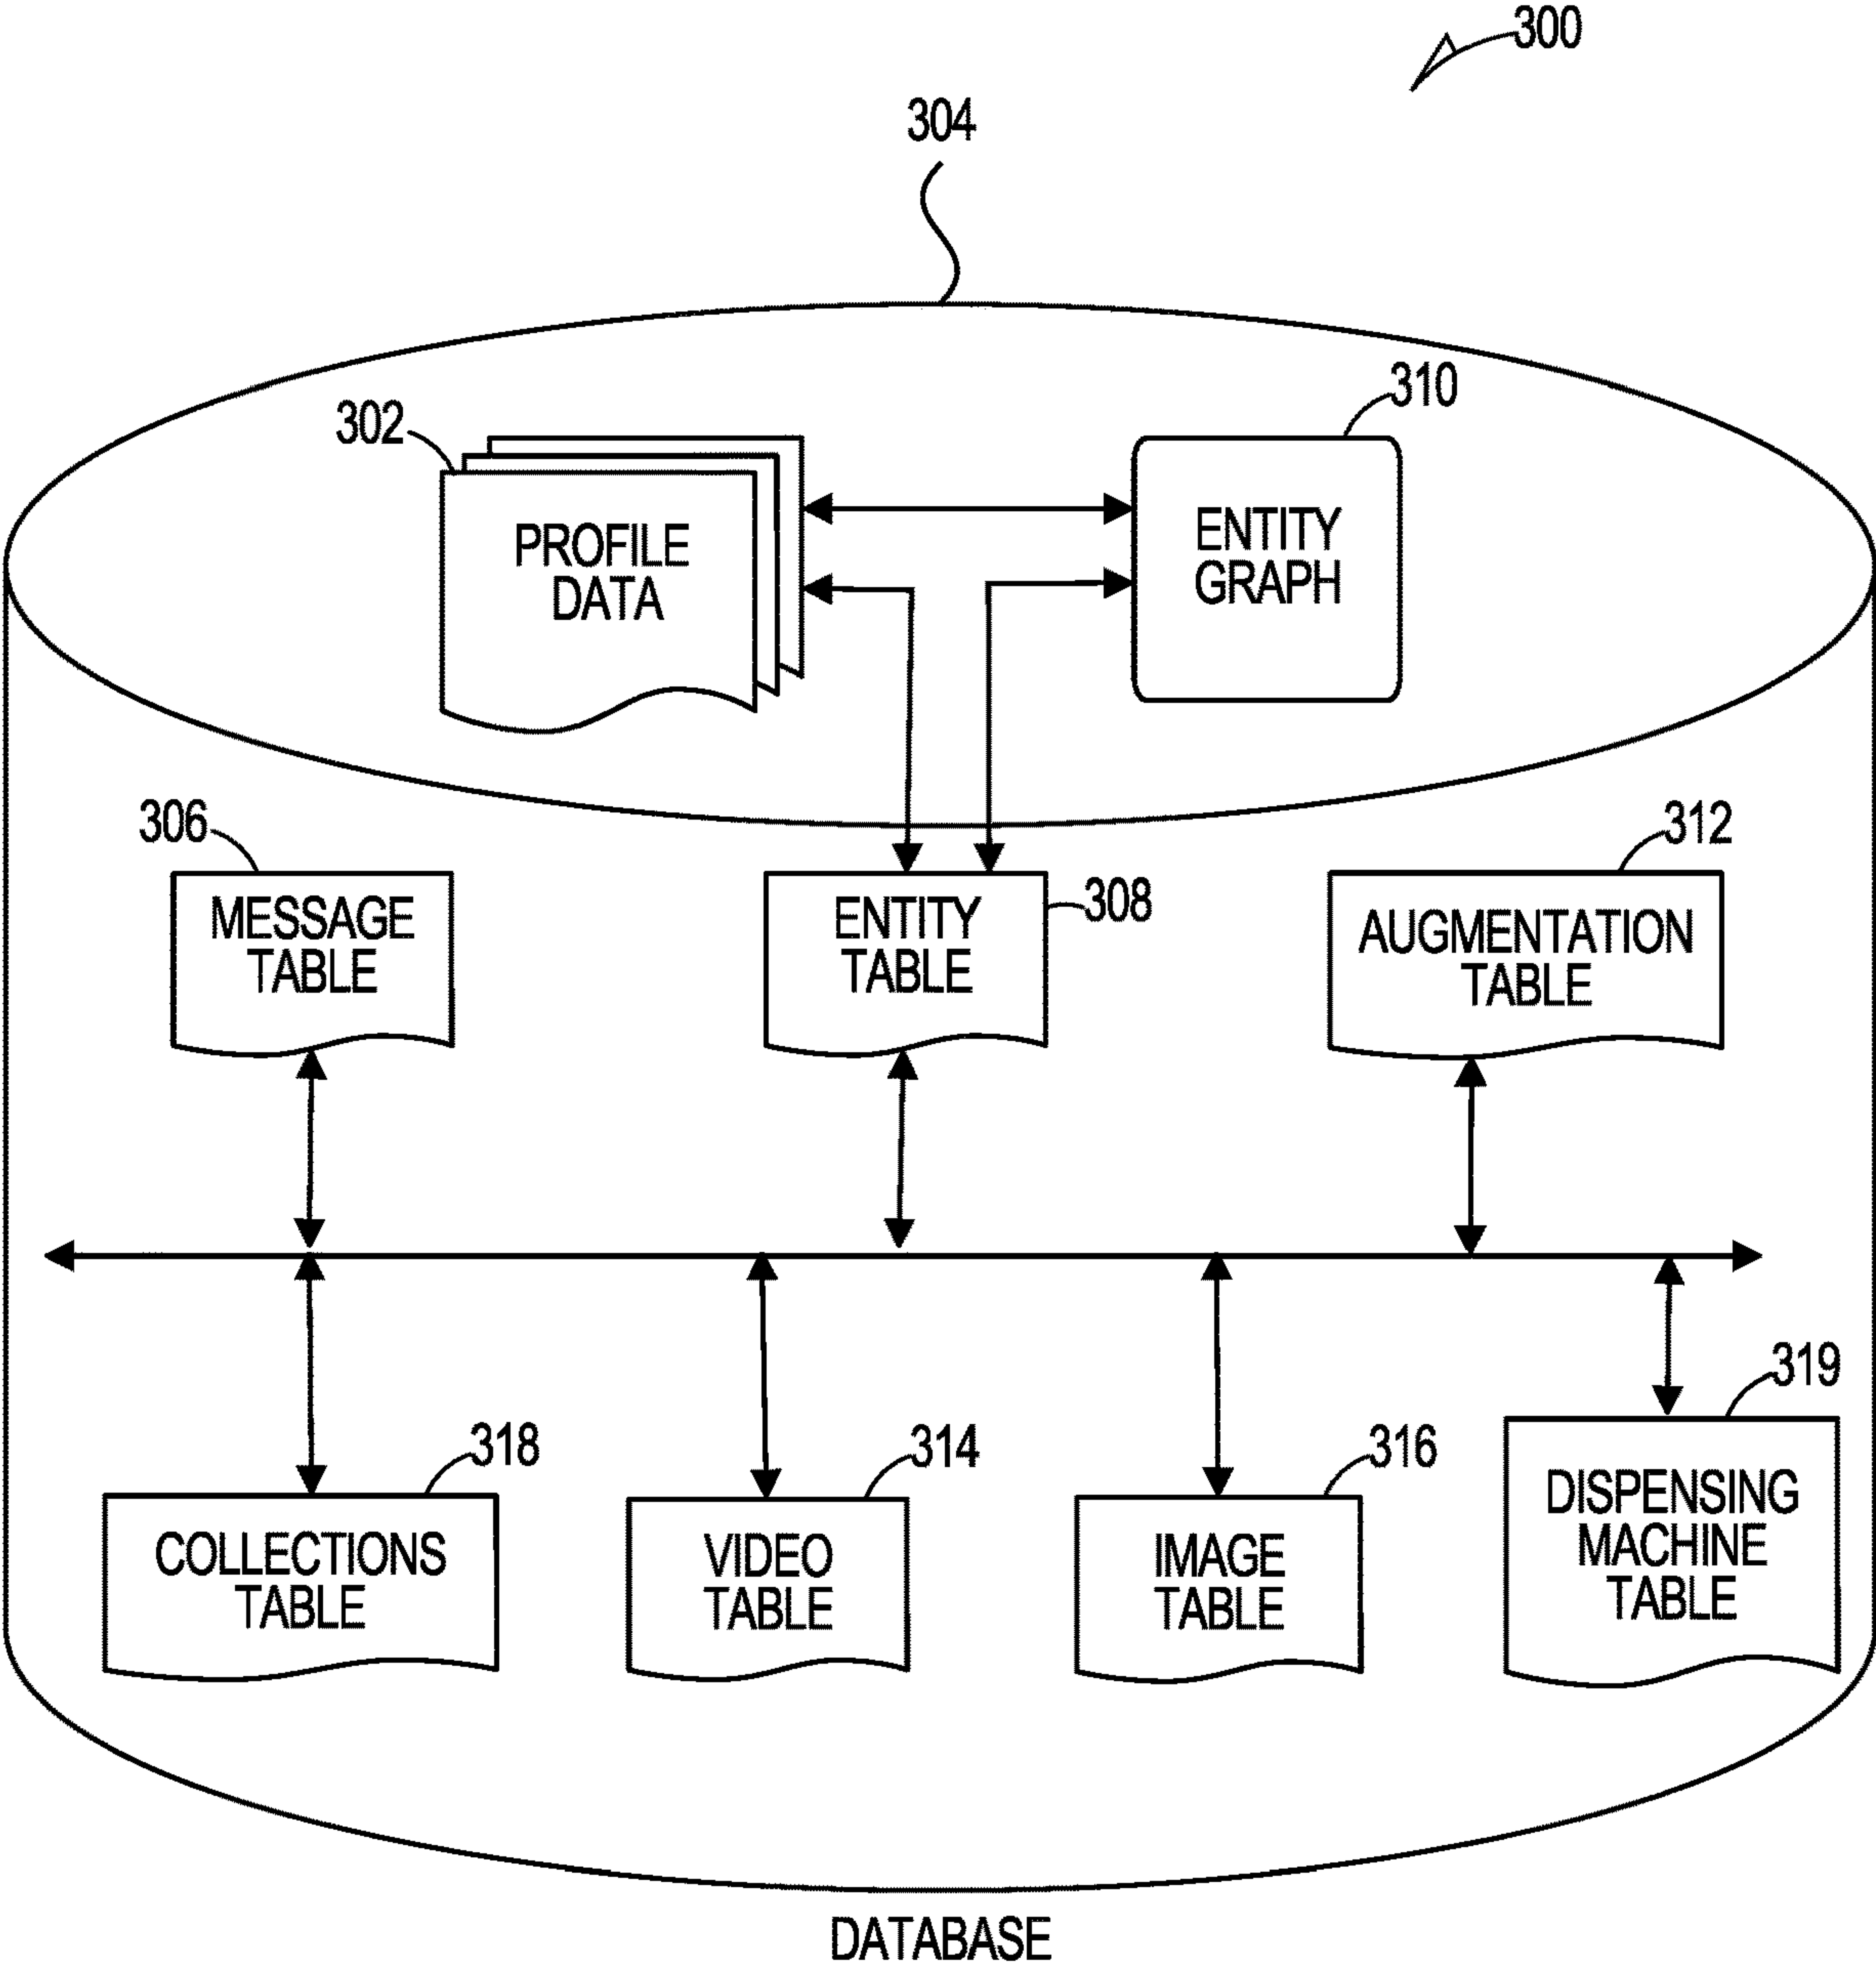 300
304
310
302
PROFILE
DATA
ENTITY
GRAPH
306
312
308
MESSAGE
TABLE
ENTITY
TABLE
AUGMENTATION
TABLE
319
318
314
316
COLLECTIONS
TABLE
VIDEO
TABLE
IMAGE
TABLE
DISPENSING
MACHINE
TABLE
DATABASE